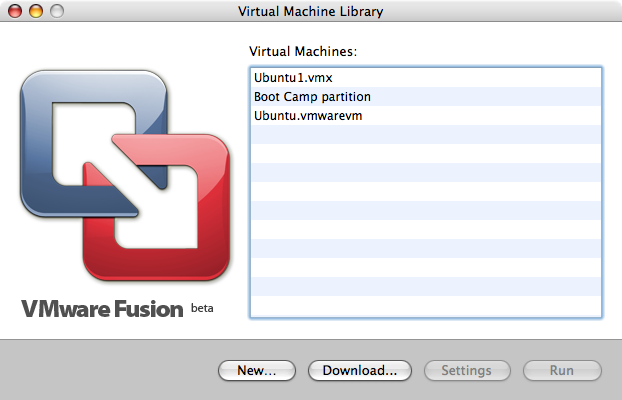 Virtual Machine Library
Virtual Machines:
Ubuntu1.vmx
Boot Camp partition
Ubuntu.vmwarevm
VMware Fusion beta
New... Download... Settings Run